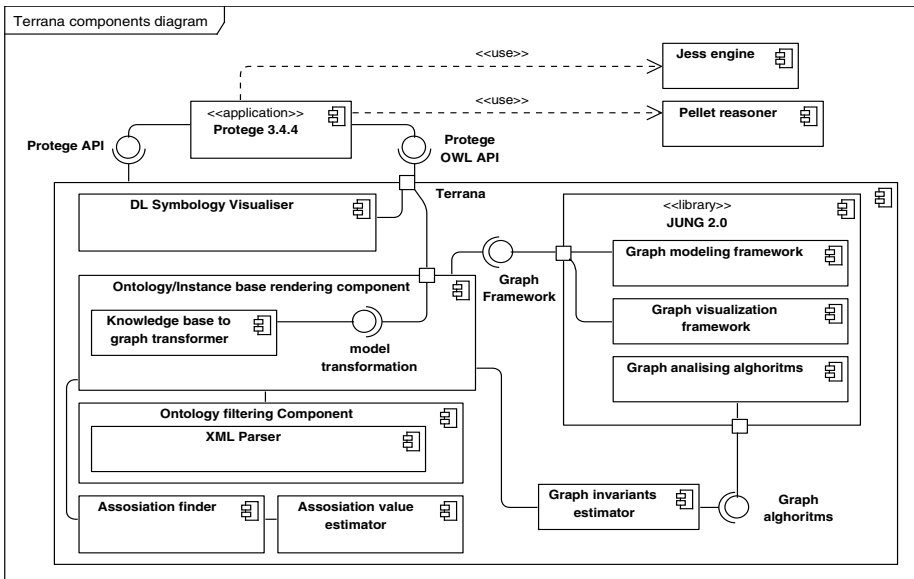 Terrana components diagram
<<use>>
Jess engine
<<application>>
Protege 3.4.4
<<use>>
Pellet reasoner
Protege API
Protege
OWL API
Terrana
DL Symbology Visualiser
<<library>>
JUNG 2.0
Graph modeling framework
Graph
Framework
Ontology/Instance base rendering component
Graph visualization
framework
Knowledge base to
graph transformer
model
transformation
Graph analising alghoritms
Ontology filtering Component
XML Parser
Assosiation finder
Assosiation value
estimator
Graph invariants
estimator
Graph
alghoritms